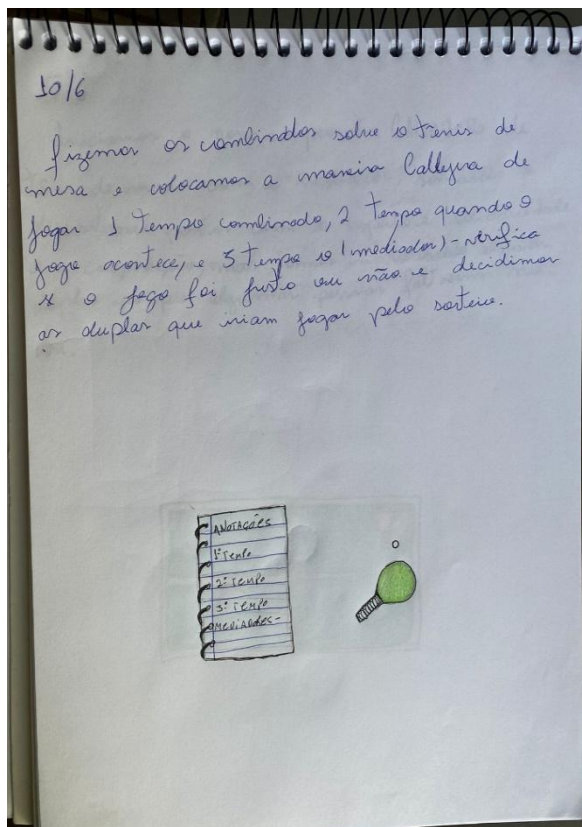 10/6
fizemos os combinados sobre o tenis de
mesa e colocamos a maneira Callejera de
jogar 1 tempo combinado, 2 tempo quando o
jogo acontece, e 3 tempo o (mediador) - verifica
se o jogo foi justo ou não e decidimos
as duplas que iriam jogar pelo sorteio.
ANOTAÇÕES
1º TEMPO
2º TEMPO
3º TEMPO
MEDIADORES-